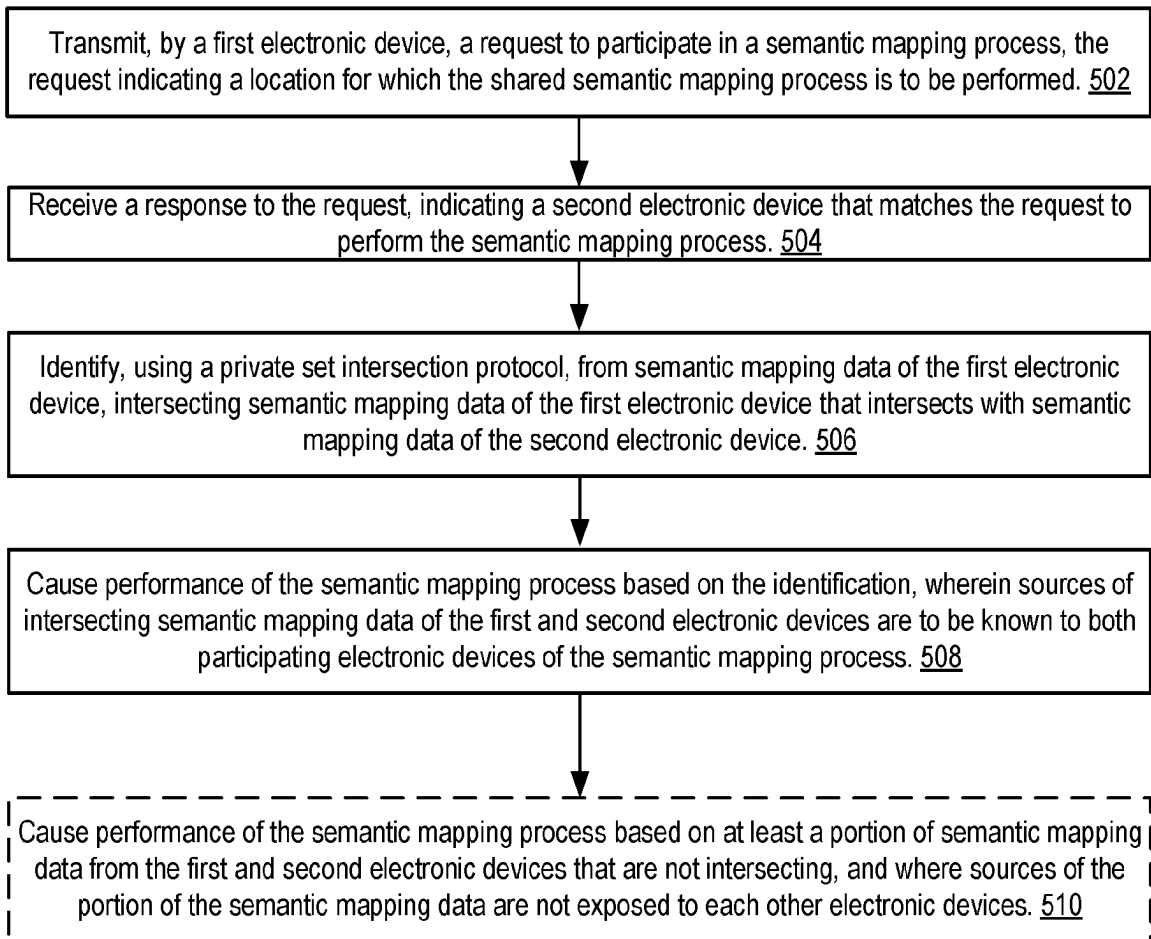 Transmit, by a first electronic device, a request to participate in a semantic mapping process, the
request indicating a location for which the shared semantic mapping process is to be performed. 502
Receive a response to the request, indicating a second electronic device that matches the request to
perform the semantic mapping process. 504
Identify, using a private set intersection protocol, from semantic mapping data of the first electronic
device, intersecting semantic mapping data of the first electronic device that intersects with semantic
mapping data of the second electronic device. 506
Cause performance of the semantic mapping process based on the identification, wherein sources of
intersecting semantic mapping data of the first and second electronic devices are to be known to both
participating electronic devices of the semantic mapping process. 508
Cause performance of the semantic mapping process based on at least a portion of semantic mapping
data from the first and second electronic devices that are not intersecting, and where sources of the
portion of the semantic mapping data are not exposed to each other electronic devices. 510